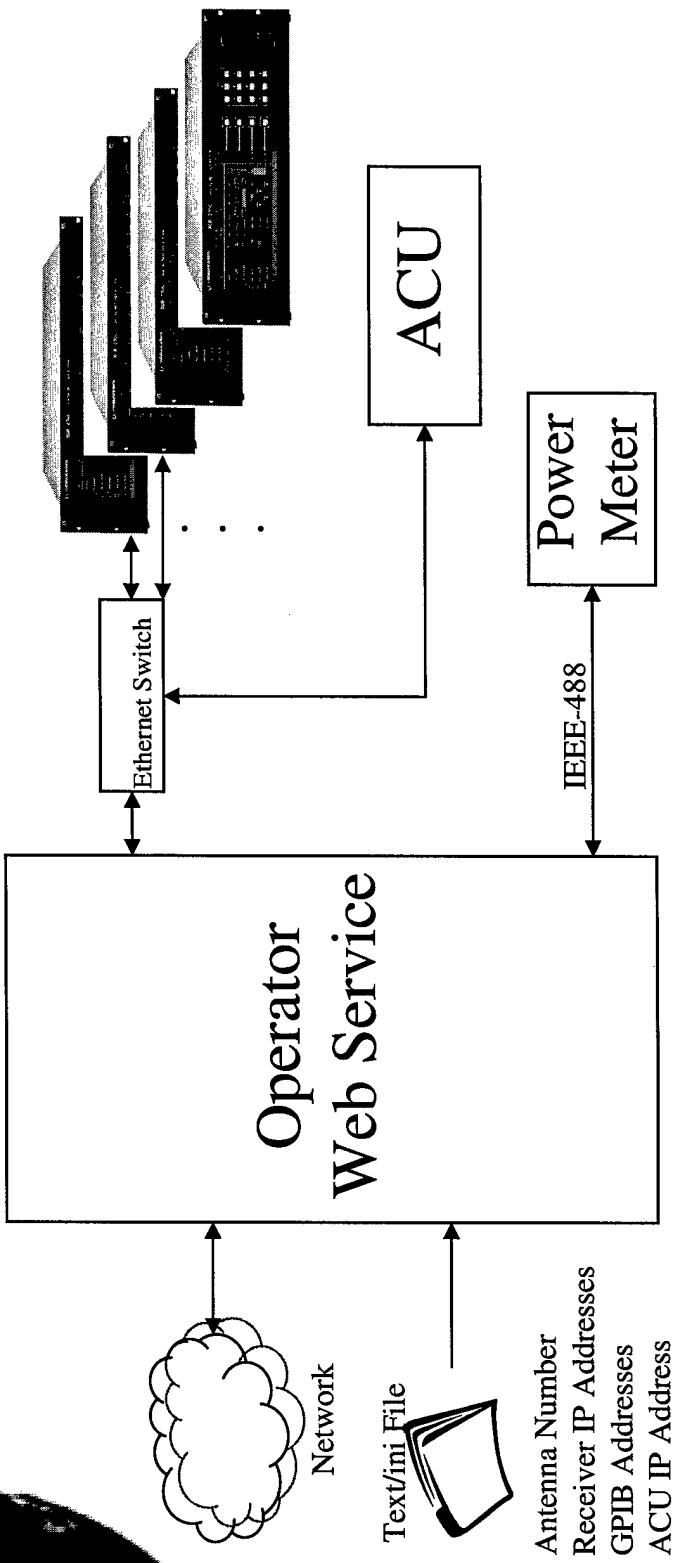 Network
Text/ini File
Antenna Number
Receiver IP Addresses
GPIB Addresses
ACU IP Address
Operator
Web Service
Ethernet Switch
IEEE-488
ACU
Power
Meter